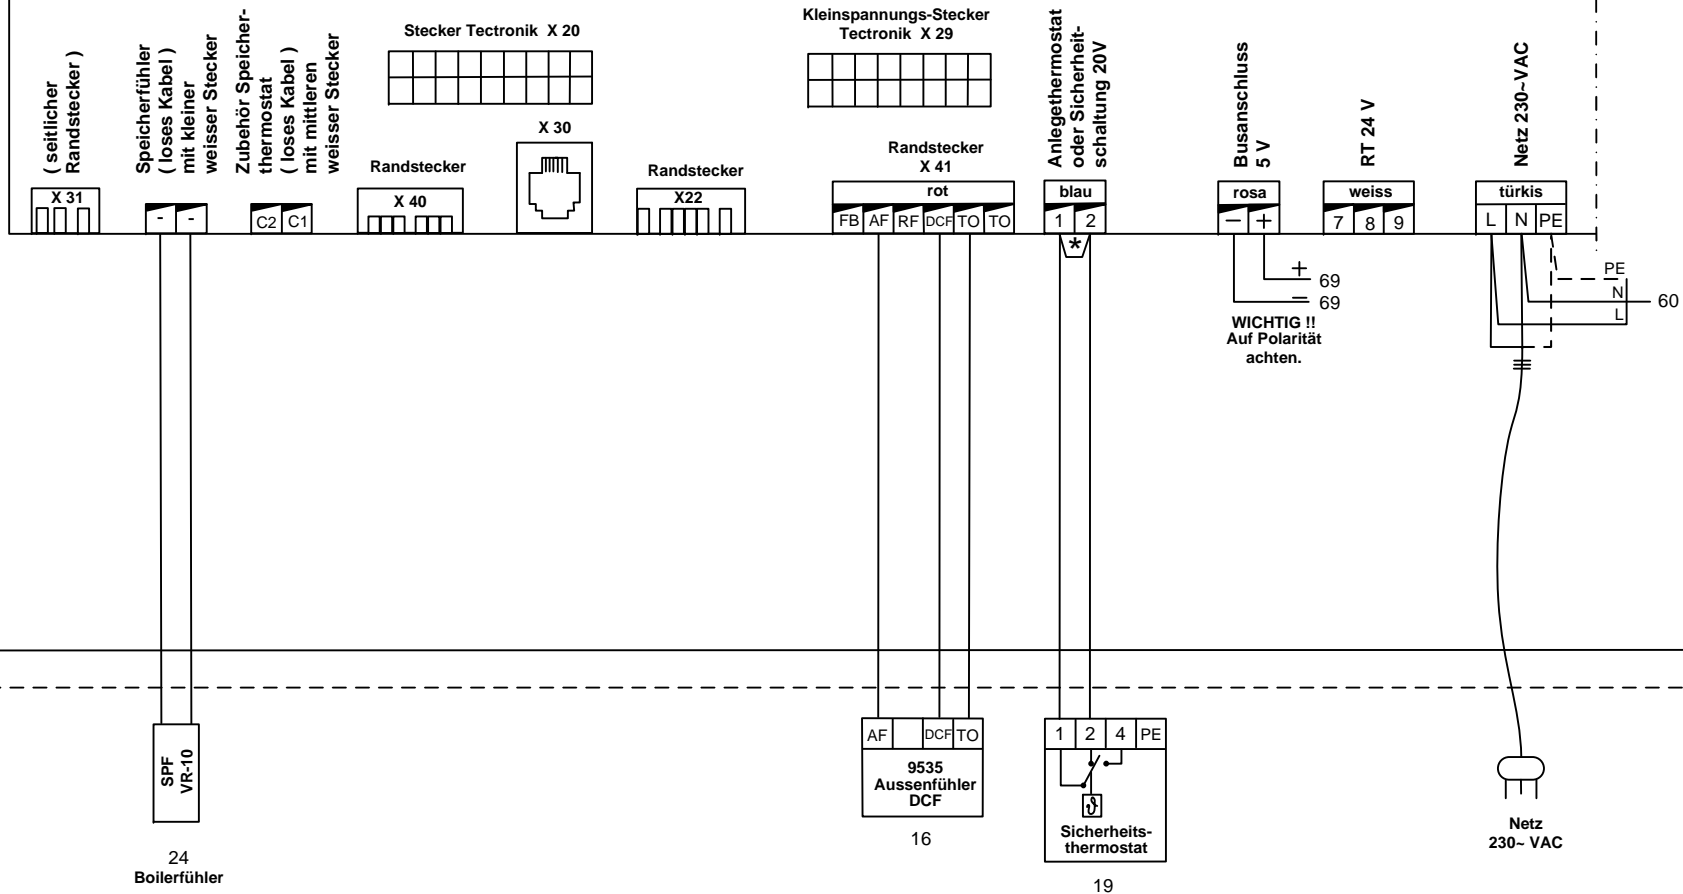 ( seitlicher
Randstecker )
Speicherfühler
( loses Kabel )
mit kleiner
weisser Stecker
Zubehör Speicher-
thermostat
( loses Kabel )
mit mittleren
weisser Stecker
Stecker Tectronik X 20
Kleinspannungs-Stecker
Tectronik X 29
Anlegethermostat
oder Sicherheit-
schaltung 20V
Busanschluss
5 V
RT 24 V
Netz 230~VAC
X 30
Randstecker
Randstecker
Randstecker
X 41
X 31
X 40
X22
rot
blau
rosa
weiss
türkis
- -
C2 C1
FB AF RF DCF TO TO
1 2
*
− +
7 8 9
L N PE
+ 69
− 69
WICHTIG !!
Auf Polarität
achten.
PE
N
L
60
SPF
VR-10
24
Boilerfühler
AF DCF TO
9535
Aussenfühler
DCF
16
1 2 4 PE
ϑ
Sicherheits-
thermostat
19
Netz
230~ VAC